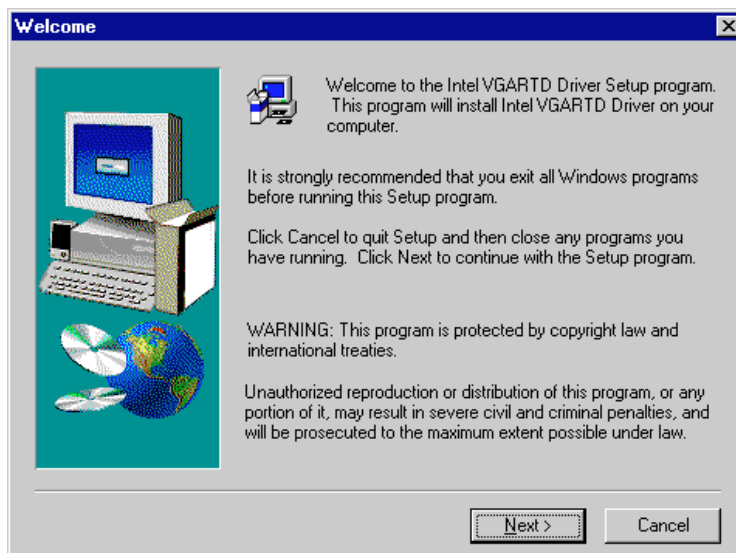 Welcome
Welcome to the Intel VGARTD Driver Setup program.
This program will install Intel VGARTD Driver on your
computer.
It is strongly recommended that you exit all Windows programs
before running this Setup program.
Click Cancel to quit Setup and then close any programs you
have running. Click Next to continue with the Setup program.
WARNING: This program is protected by copyright law and
international treaties.
Unauthorized reproduction or distribution of this program, or any
portion of it, may result in severe civil and criminal penalties, and
will be prosecuted to the maximum extent possible under law.
Next >
Cancel